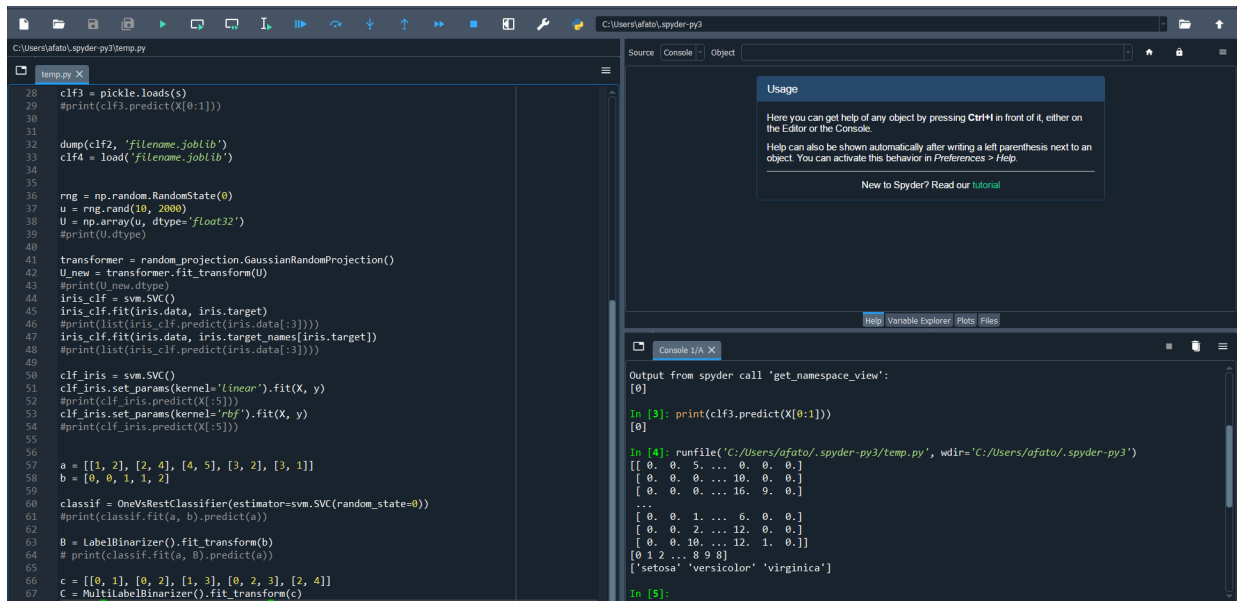 C:\Users\afato\.spyder-py3
C:\Users\afato\.spyder-py3\temp.py
temp.py
28 clf3 = pickle.loads(s)
29 #print(clf3.predict(X[0:1]))
30
31
32 dump(clf2, 'filename.joblib')
33 clf4 = load('filename.joblib')
34
35
36 rng = np.random.RandomState(0)
37 u = rng.rand(10, 2000)
38 U = np.array(u, dtype='float32')
39 #print(U.dtype)
40
41 transformer = random_projection.GaussianRandomProjection()
42 U_new = transformer.fit_transform(U)
43 #print(U_new.dtype)
44 iris_clf = svm.SVC()
45 iris_clf.fit(iris.data, iris.target)
46 #print(list(iris_clf.predict(iris.data[:3])))
47 iris_clf.fit(iris.data, iris.target_names[iris.target])
48 #print(list(iris_clf.predict(iris.data[:3])))
49
50 clf_iris = svm.SVC()
51 clf_iris.set_params(kernel='linear').fit(X, y)
52 #print(clf_iris.predict(X[:5]))
53 clf_iris.set_params(kernel='rbf').fit(X, y)
54 #print(clf_iris.predict(X[:5]))
55
56
57 a = [[1, 2], [2, 4], [4, 5], [3, 2], [3, 1]]
58 b = [0, 0, 1, 1, 2]
59
60 classif = OneVsRestClassifier(estimator=svm.SVC(random_state=0))
61 #print(classif.fit(a, b).predict(a))
62
63 B = LabelBinarizer().fit_transform(b)
64 # print(classif.fit(a, B).predict(a))
65
66 c = [[0, 1], [0, 2], [1, 3], [0, 2, 3], [2, 4]]
67 C = MultiLabelBinarizer().fit_transform(c)
Source Console Object
Usage
Here you can get help of any object by pressing Ctrl+I in front of it, either on
the Editor or the Console.
Help can also be shown automatically after writing a left parenthesis next to an
object. You can activate this behavior in Preferences > Help.
New to Spyder? Read our tutorial
Help Variable Explorer Plots Files
Console 1/A
Output from spyder call 'get_namespace_view':
[0]
In [3]: print(clf3.predict(X[0:1]))
[0]
In [4]: runfile('C:/Users/afato/.spyder-py3/temp.py', wdir='C:/Users/afato/.spyder-py3')
[[ 0. 0. 5. ... 0. 0. 0.]
[ 0. 0. 0. ... 10. 0. 0.]
[ 0. 0. 0. ... 16. 9. 0.]
...
[ 0. 0. 1. ... 6. 0. 0.]
[ 0. 0. 2. ... 12. 0. 0.]
[ 0. 0. 10. ... 12. 1. 0.]]
[0 1 2 ... 8 9 8]
['setosa' 'versicolor' 'virginica']
In [5]: